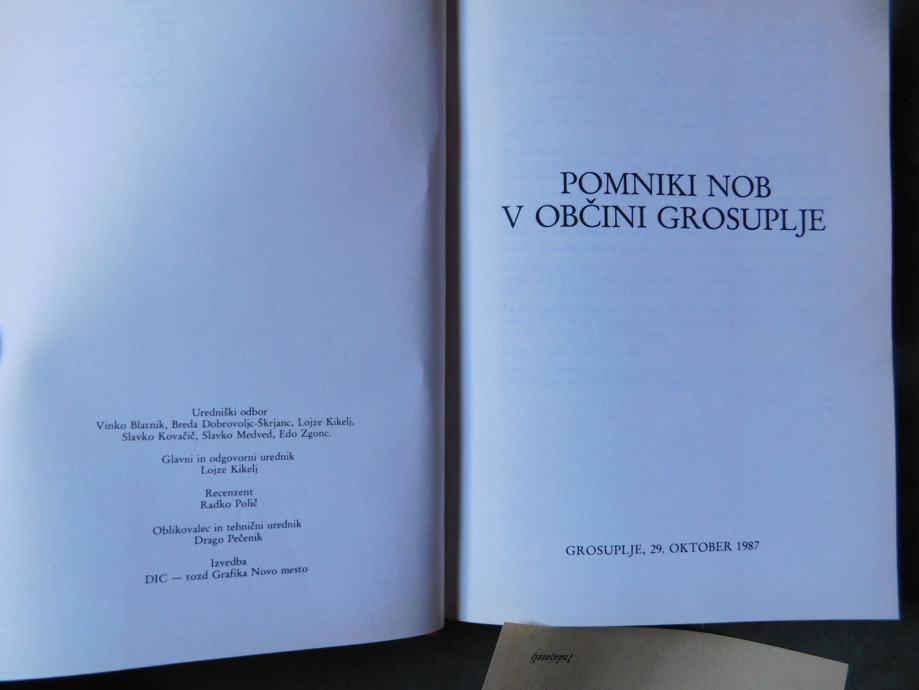 Uredniški odbor
Vinko Blatnik, Breda Dobrovoljc-Škrjanc, Lojze Kikelj,
Slavko Kovačič, Slavko Medved, Edo Zgonc.
Glavni in odgovorni urednik
Lojze Kikelj
Recenzent
Radko Polič
Oblikovalec in tehnični urednik
Drago Pečenik
Izvedba
DIC — tozd Grafika Novo mesto
POMNIKI NOB
V OBČINI GROSUPLJE
GROSUPLJE, 29. OKTOBER 1987
Izdajatelj